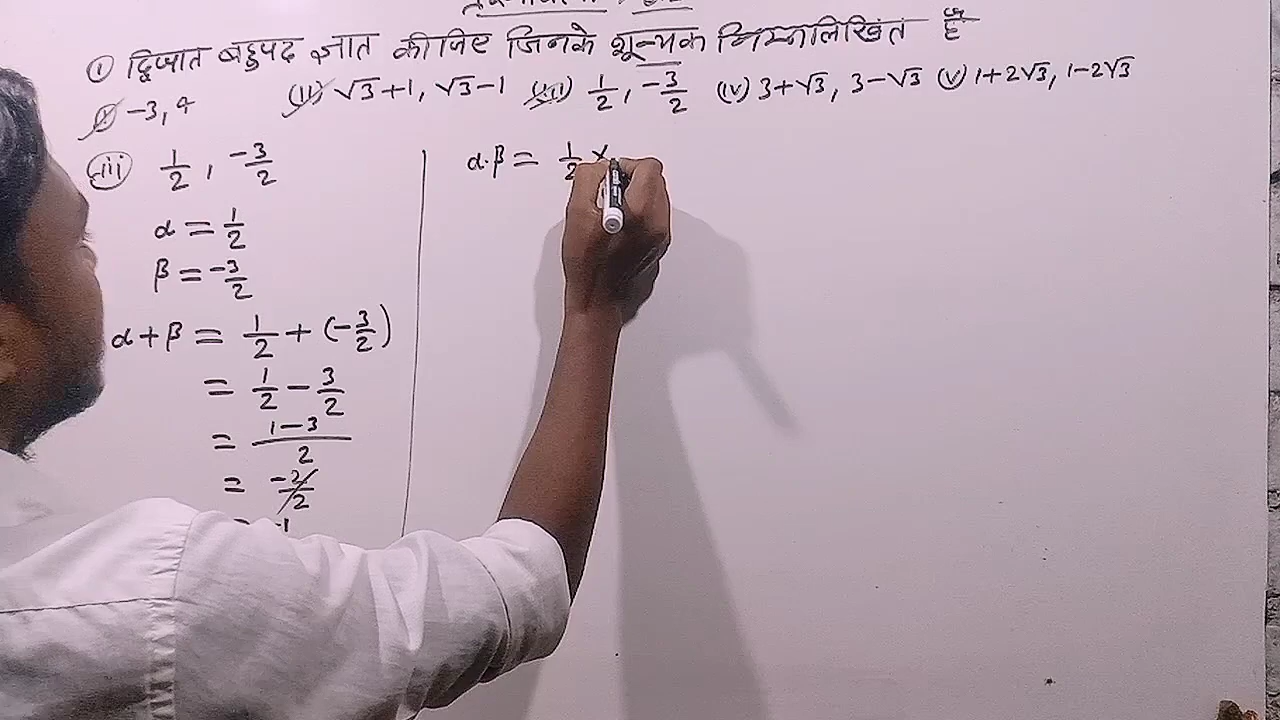 ① द्विघात बहुपद ज्ञात कीजिए जिनके शून्यक निम्नलिखित है
(i) -3, 4 (ii) √3+1, √3-1 (iii) 1/2, -3/2 (iv) 3+√3, 3-√3 (v) 1+2√3, 1-2√3
(iii) 1/2, -3/2
α = 1/2
β = -3/2
α+β = 1/2 + (-3/2)
= 1/2 - 3/2
= 1-3/2
= -2/2
= -1
α.β = 1/2 ×